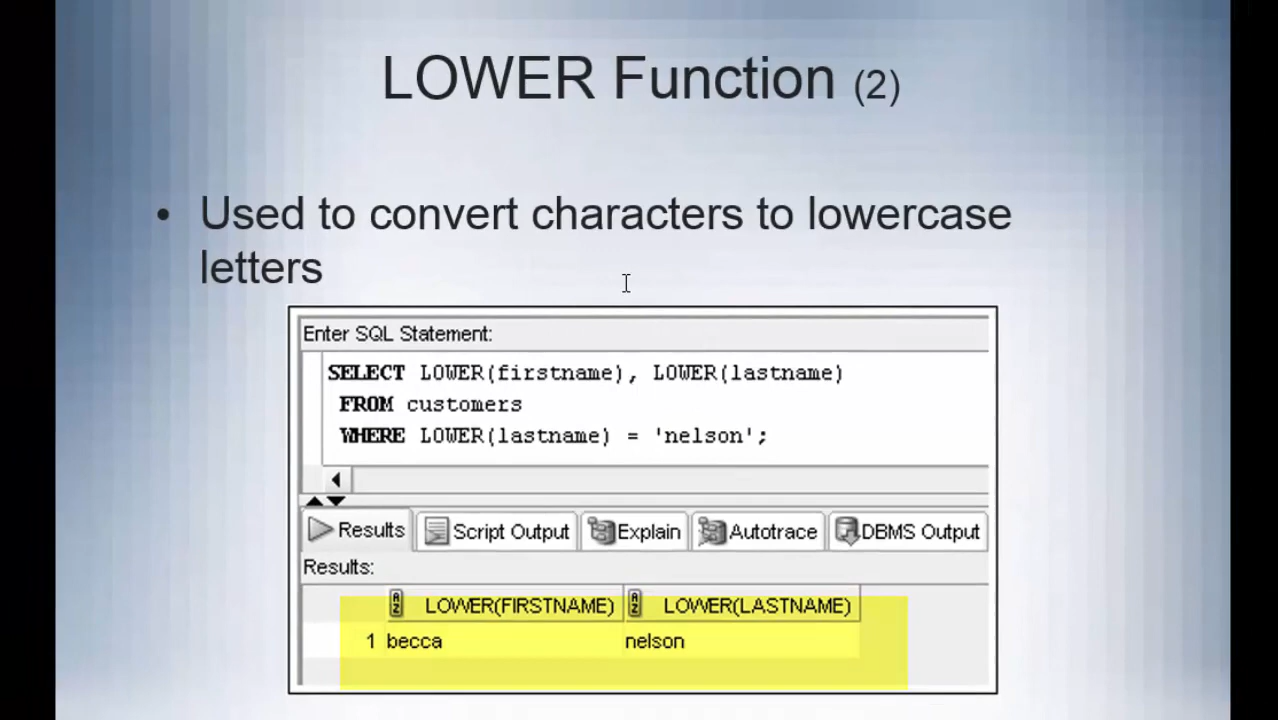 LOWER Function (2)
• Used to convert characters to lowercase
letters
Enter SQL Statement:
SELECT LOWER(firstname), LOWER(lastname)
FROM customers
WHERE LOWER(lastname) = 'nelson';
Results Script Output Explain Autotrace DBMS Output
Results:
LOWER(FIRSTNAME) LOWER(LASTNAME)
1 becca nelson